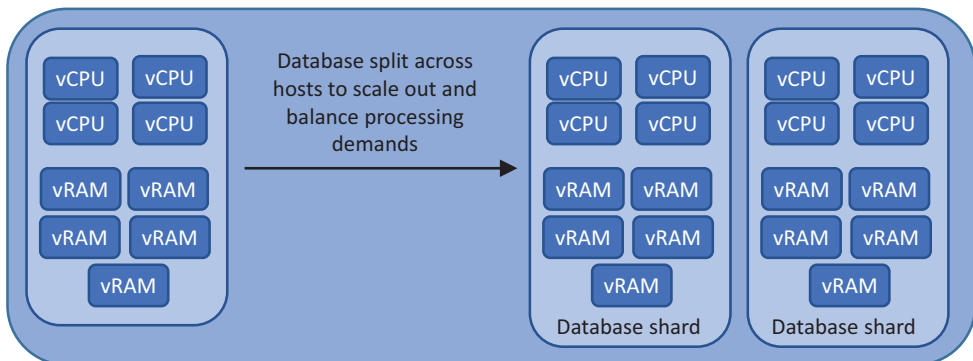 vCPU vCPU
vCPU vCPU
vRAM vRAM
vRAM vRAM
vRAM
Database split across
hosts to scale out and
balance processing
demands
vCPU vCPU
vCPU vCPU
vRAM vRAM
vRAM vRAM
vRAM
Database shard
vCPU vCPU
vCPU vCPU
vRAM vRAM
vRAM vRAM
vRAM
Database shard